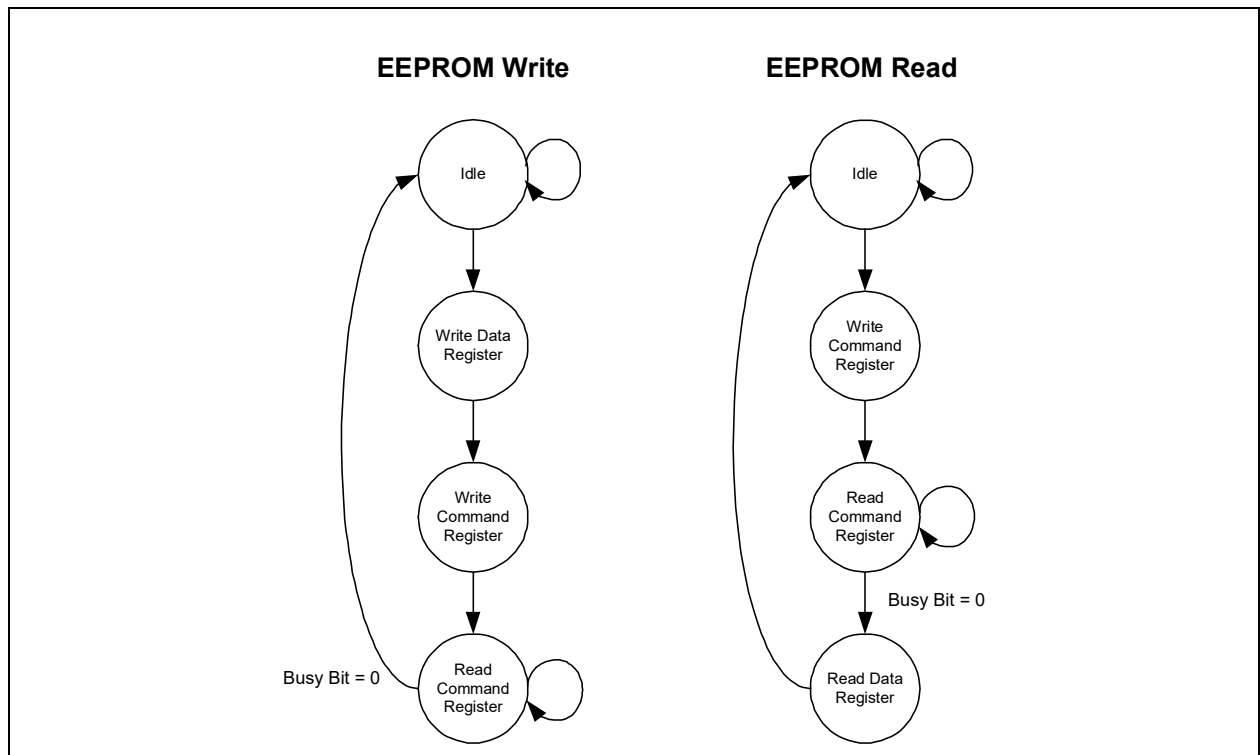 EEPROM Write
Idle
Write Data
Register
Write
Command
Register
Read
Command
Register
Busy Bit = 0
EEPROM Read
Idle
Write
Command
Register
Read
Command
Register
Busy Bit = 0
Read Data
Register